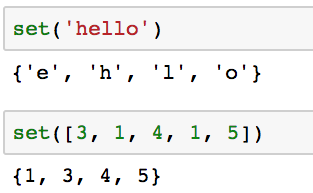 set('hello')
{'e', 'h', 'l', 'o'}
set([3, 1, 4, 1, 5])
{1, 3, 4, 5}